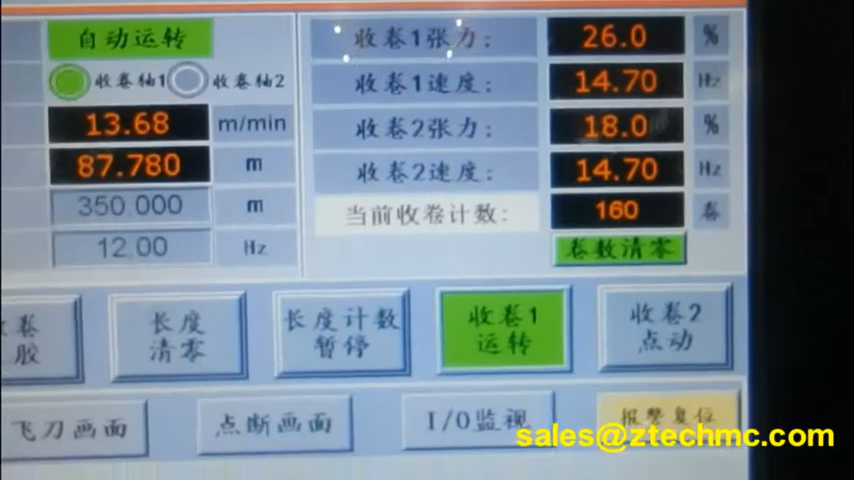 自动运转
收卷轴1 收卷轴2
13.68 m/min
87.780 m
350.000 m
12.00 Hz
收卷1张力: 26.0 %
收卷1速度: 14.70 Hz
收卷2张力: 18.0 %
收卷2速度: 14.70 Hz
当前收卷计数: 160 卷
卷数清零
卷
胶
长度
清零
长度计数
暂停
收卷1
运转
收卷2
点动
飞刀画面
点断画面
I/O监视
报警复位
sales@ztechmc.com